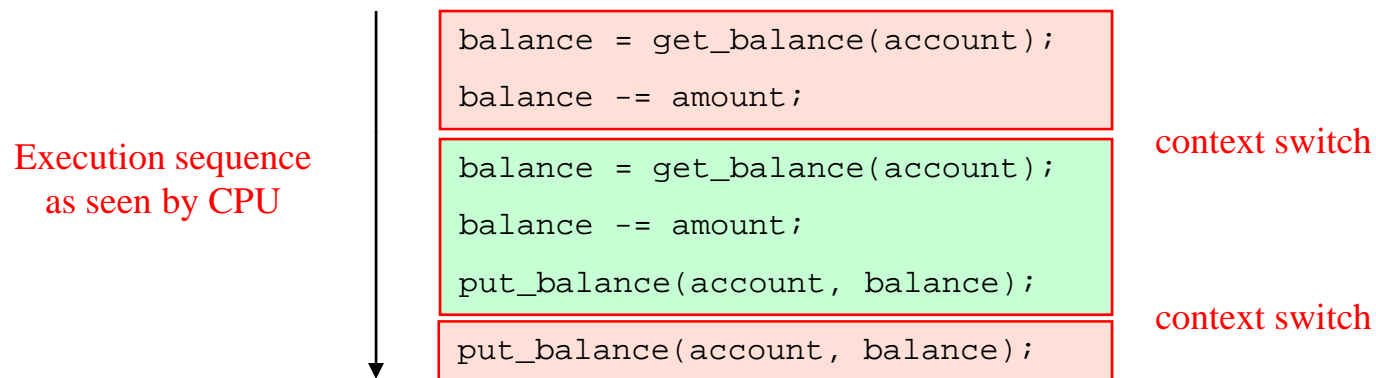 balance = get_balance(account);
balance -= amount;
context switch
Execution sequence
as seen by CPU
balance = get_balance(account);
balance -= amount;
put_balance(account, balance);
context switch
put_balance(account, balance);